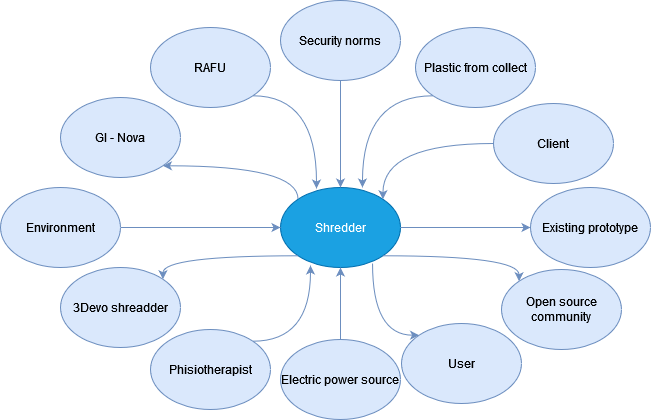 Security norms
RAFU
Plastic from collect
GI - Nova
Client
Environment
Shredder
Existing prototype
3Devo shreadder
Open source
community
Phisiotherapist
Electric power source
User